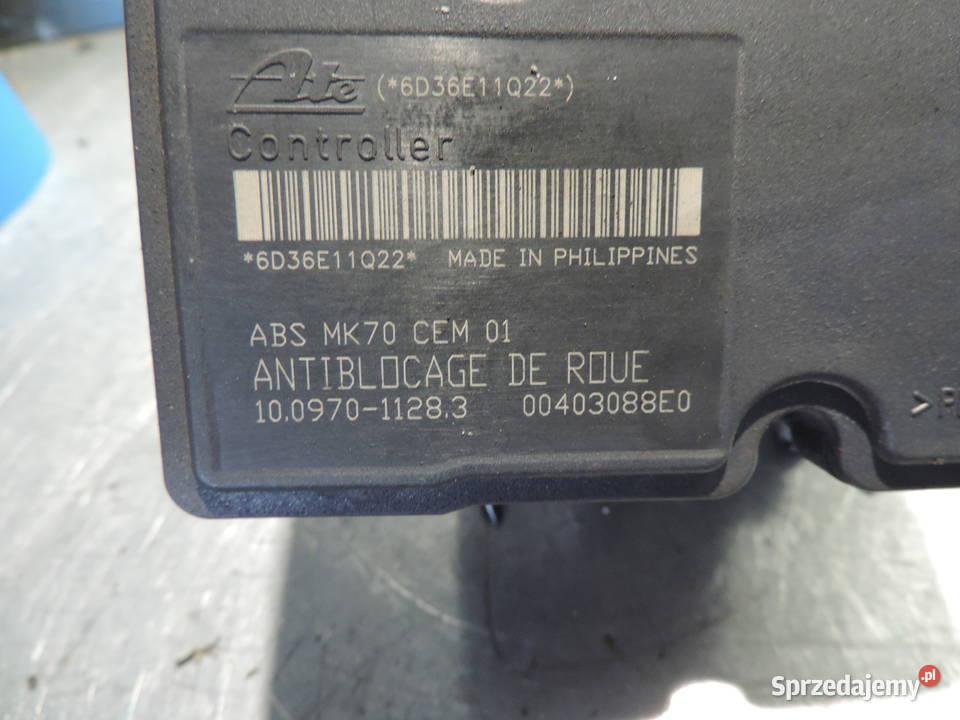 Ate (*6D36E11Q22*)
Controller
*6D36E11Q22* MADE IN PHILIPPINES
ABS MK70 CEM 01
ANTIBLOCAGE DE ROUE
10.0970-1128.3 00403088E0
Sprzedajemy.pl